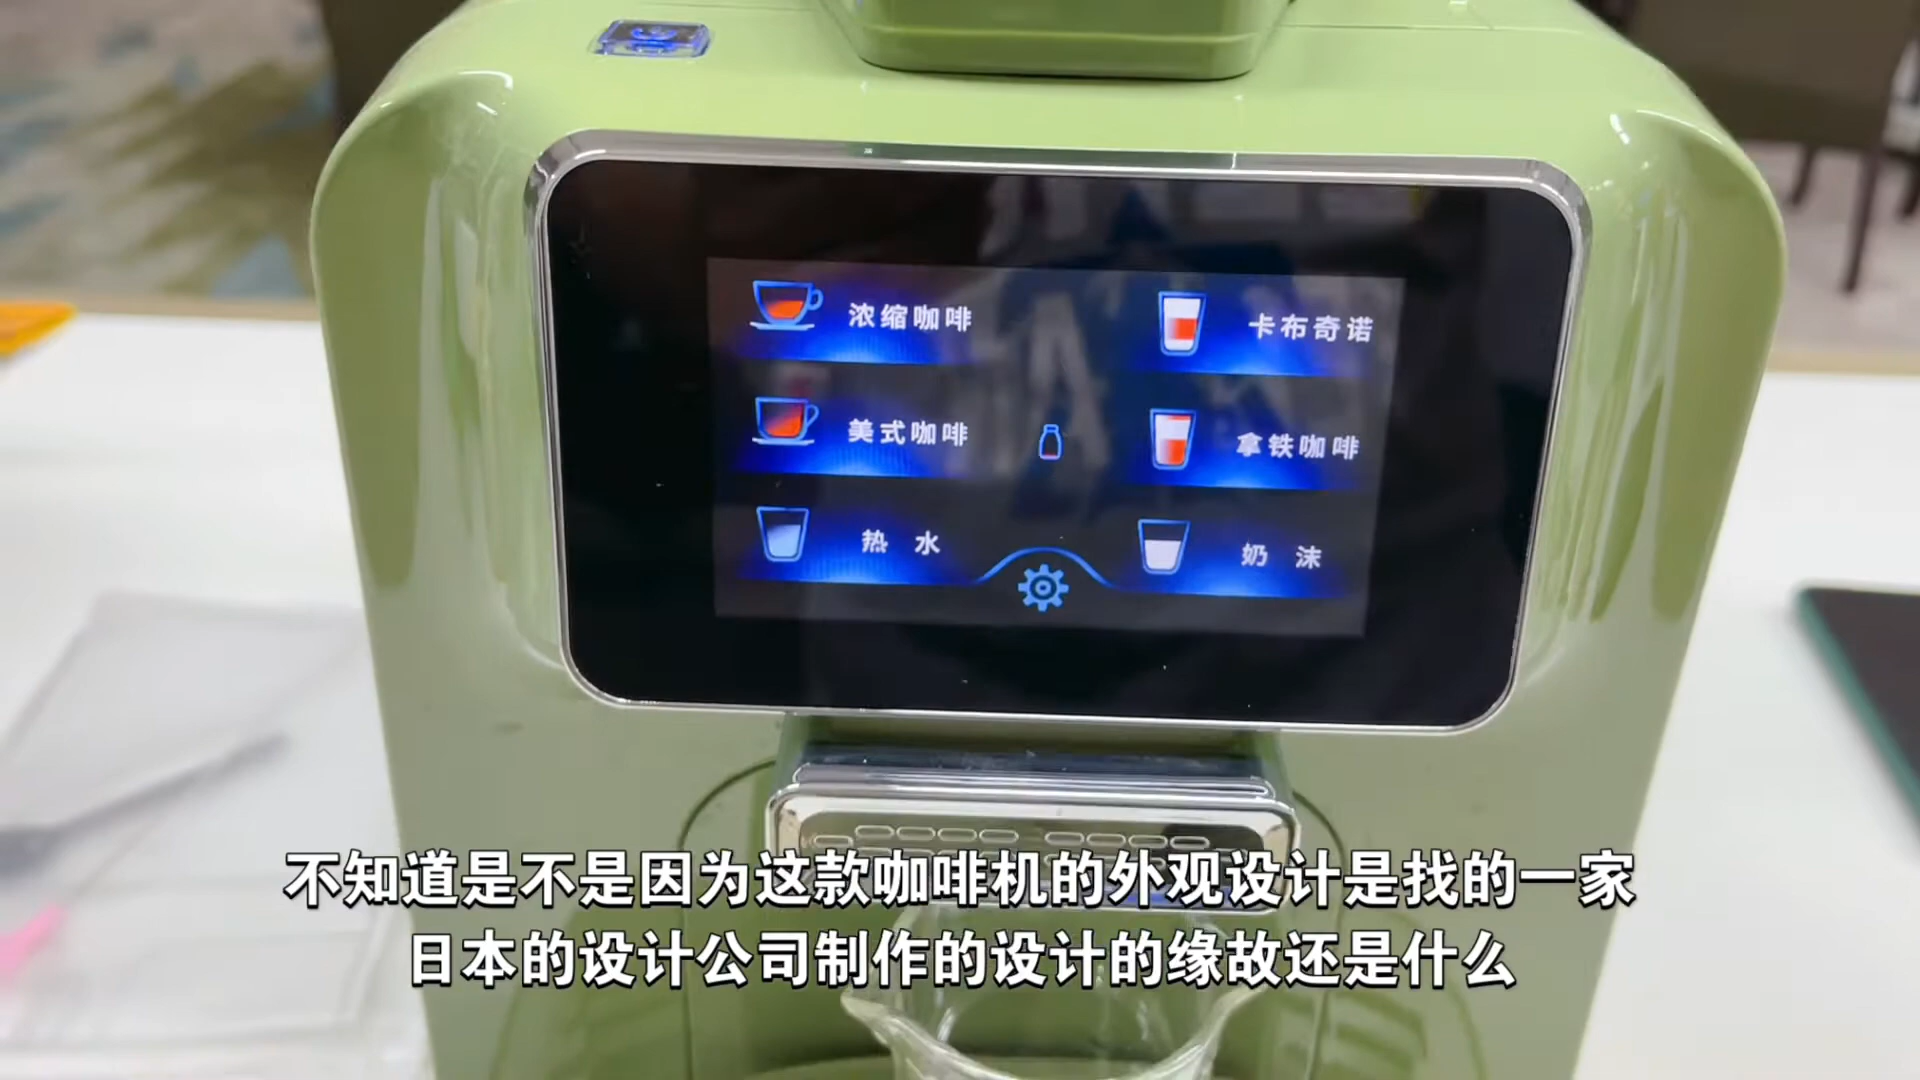 浓缩咖啡
卡布奇诺
美式咖啡
拿铁咖啡
热 水
奶 沫
不知道是不是因为这款咖啡机的外观设计是找的一家
日本的设计公司制作的设计的缘故还是什么